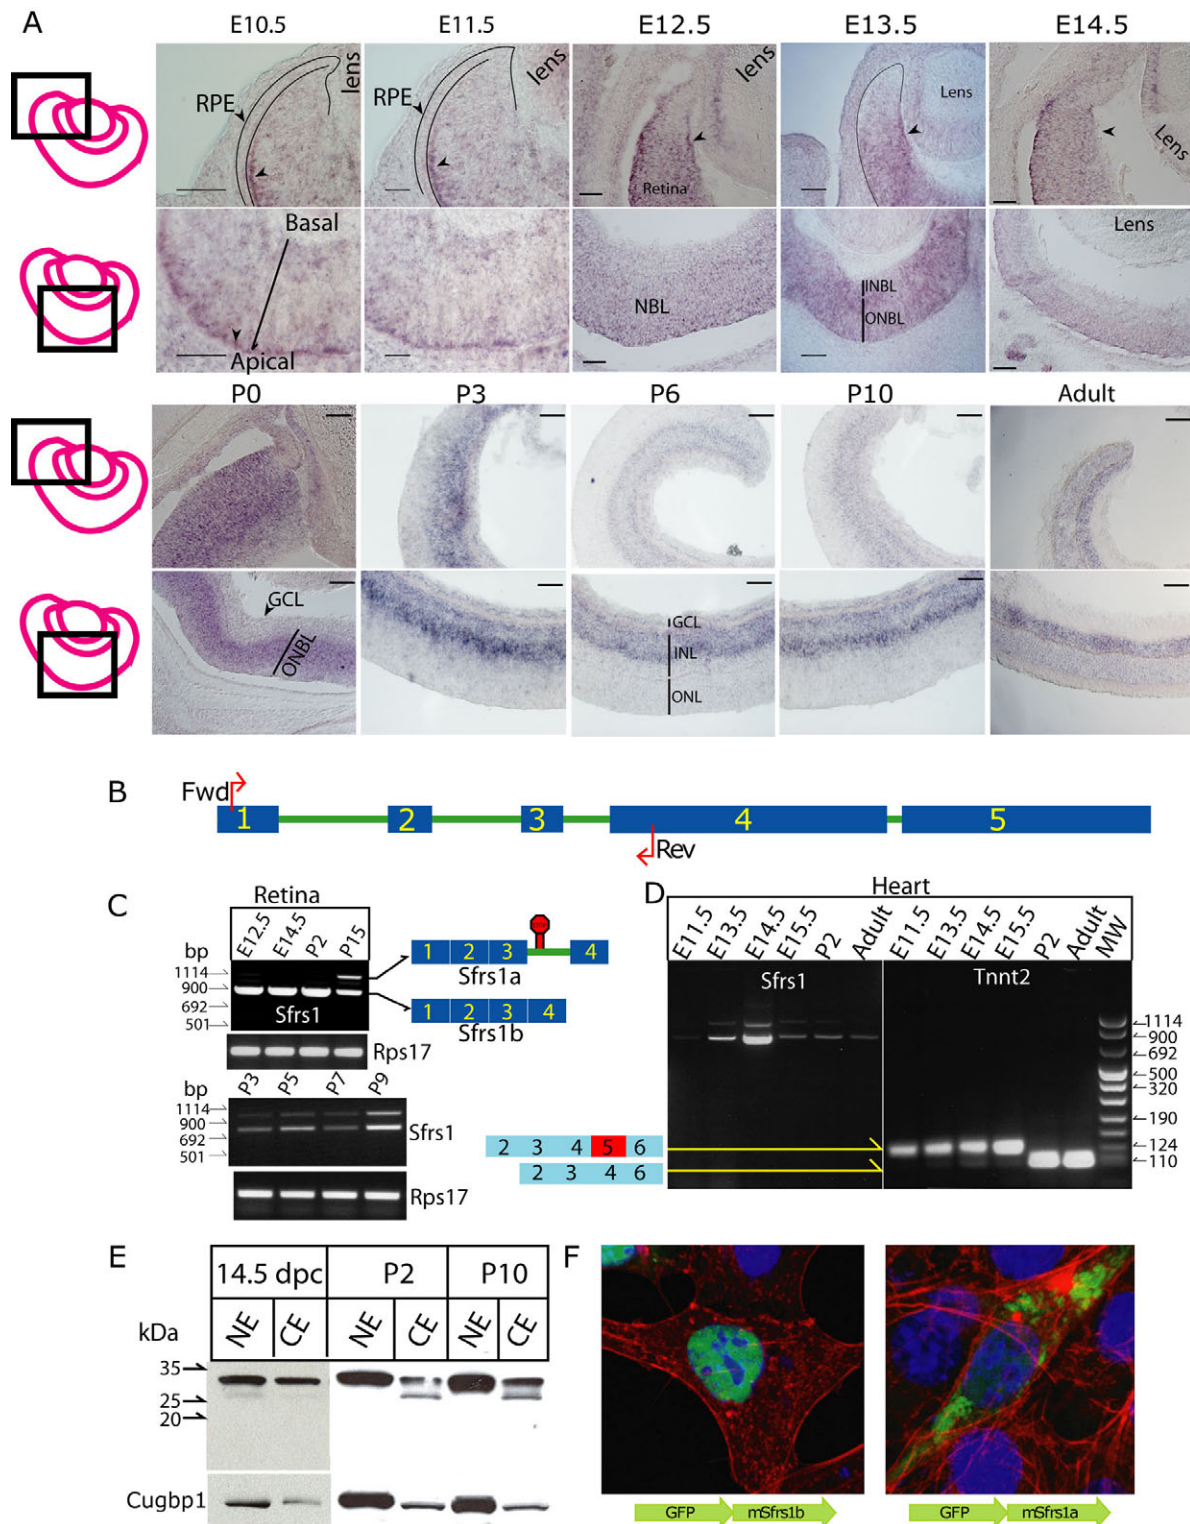 A
E10.5 E11.5 E12.5 E13.5 E14.5
RPE lens RPE lens lens Lens Lens
Retina
Basal
Apical
NBL
INBL
ONBL
Lens
P0 P3 P6 P10 Adult
GCL
ONBL
GCL
INL
ONL
B
Fwd
1 2 3 4 5
Rev
C
Retina
E12.5 E14.5 P2 P15
bp
1114
900
692
501
Sfrs1
Rps17
1 2 3 4
Sfrs1a
1 2 3 4
Sfrs1b
P3 P5 P7 P9
bp
1114
900
692
501
Sfrs1
Rps17
D
Heart
E11.5 E13.5 E14.5 E15.5 P2 Adult E11.5 E13.5 E14.5 E15.5 P2 Adult MW
Sfrs1 Tnnt2
1114
900
692
500
320
190
124
110
2 3 4 5 6
2 3 4 6
E
14.5 dpc P2 P10
NE CE NE CE NE CE
kDa
35
25
20
Cugbp1
F
GFP mSfrs1b
GFP mSfrs1a